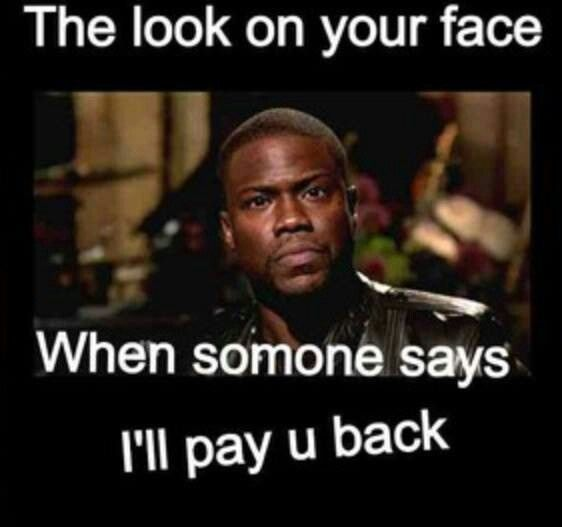 The look on your face
When somone says
I'll pay u back